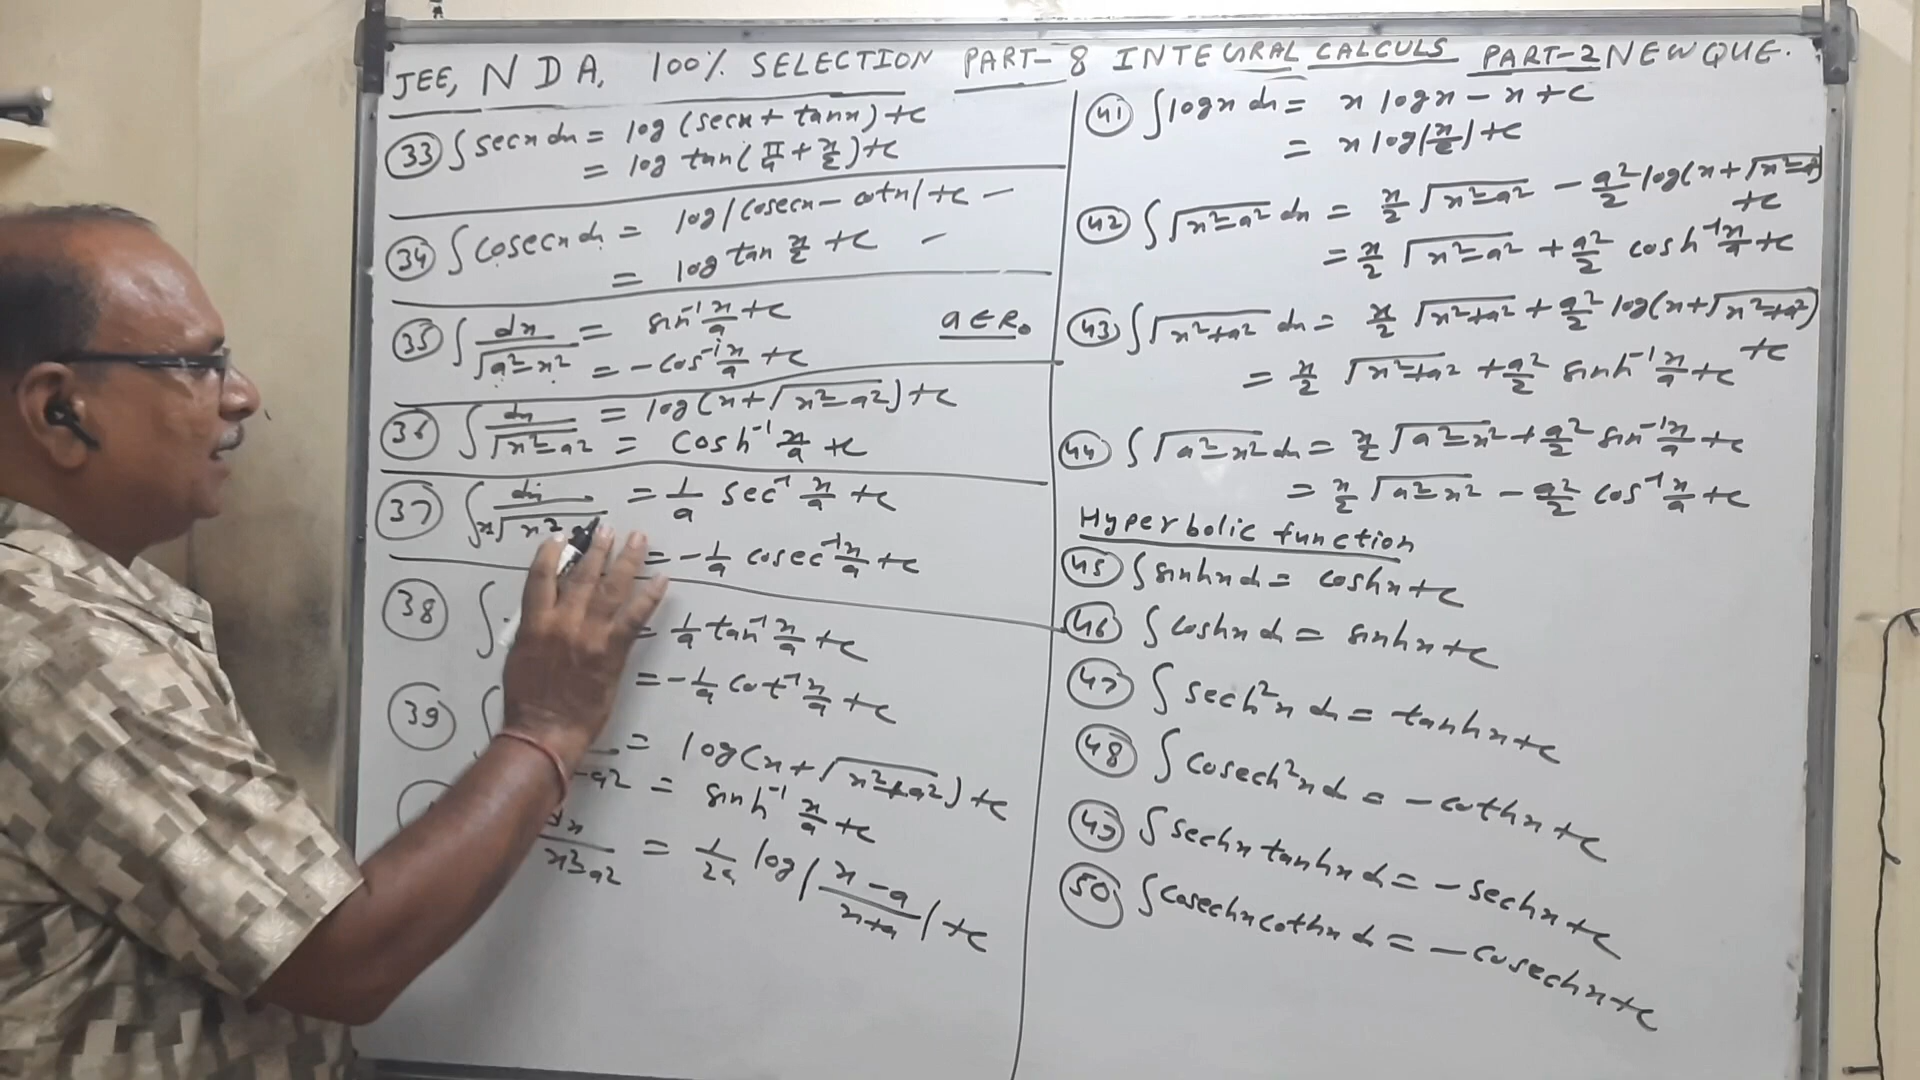 JEE, NDA, 100% SELECTION PART-8 INTEGRAL CALCULS PART-2 NEW QUE.
(33) ∫ secx dx = log (secx + tanx) + c
= log tan(π/4 + x/2) + c
(34) ∫ cosecx dx = log|cosecx - cotx| + c -
= log tan x/2 + c -
(35) ∫ dx/√(a²-x²) = sin⁻¹ x/a + c
= -cos⁻¹ x/a + c
a ∈ R₀
(36) ∫ dx/√(x²-a²) = log(x + √(x²-a²)) + c
= cosh⁻¹ x/a + c
(37) ∫ dx/x√x² = 1/a sec⁻¹ x/a + c
= -1/a cosec⁻¹ x/a + c
(38) ∫ = 1/a tan⁻¹ x/a + c
= -1/a cot⁻¹ x/a + c
(39) ∫ = log(x + √(x²+a²)) + c
a² = sinh⁻¹ x/a + c
dx/x²-a² = 1/2a log|x-a/x+a| + c
(41) ∫ logx dx = x logx - x + c
= x log(x/e) + c
(42) ∫ √(x²-a²) dx = x/2 √(x²-a²) - a²/2 log(x + √(x²-a²)) + c
= x/2 √(x²-a²) + a²/2 cosh⁻¹ x/a + c
(43) ∫ √(x²+a²) dx = x/2 √(x²+a²) + a²/2 log(x + √(x²+a²)) + c
= x/2 √(x²+a²) + a²/2 sinh⁻¹ x/a + c
(44) ∫ √(a²-x²) dx = x/2 √(a²-x²) + a²/2 sin⁻¹ x/a + c
= x/2 √(a²-x²) - a²/2 cos⁻¹ x/a + c
Hyperbolic function
(45) ∫ sinhx dx = coshx + c
(46) ∫ coshx dx = sinhx + c
(47) ∫ sech²x dx = tanhx + c
(48) ∫ cosech²x dx = -cothx + c
(49) ∫ sechx tanhx dx = -sechx + c
(50) ∫ cosechx cothx dx = -cosechx + c